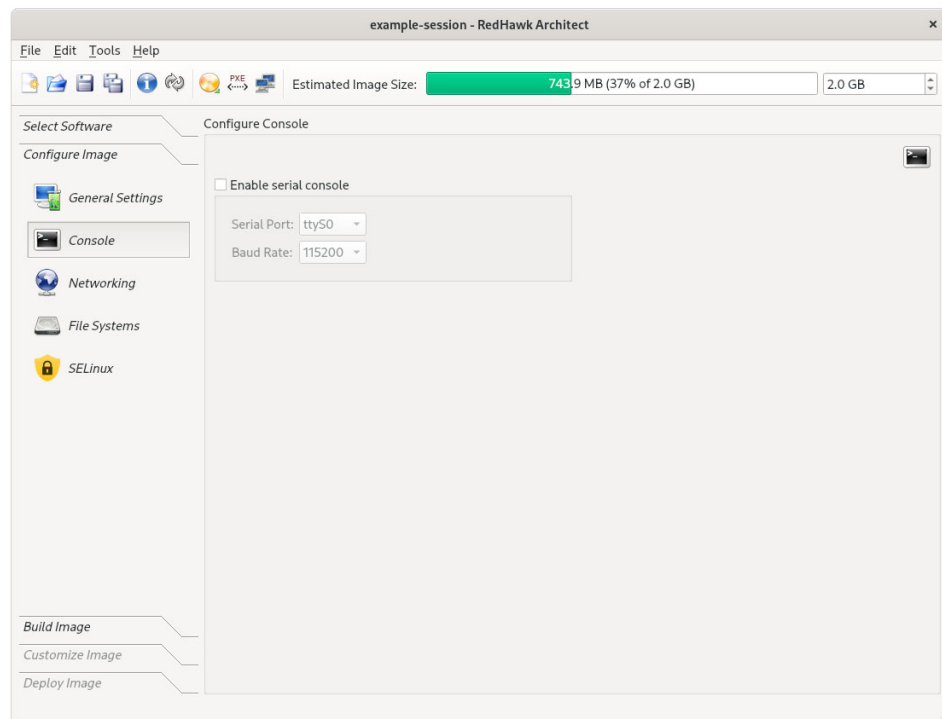 example-session - RedHawk Architect
File Edit Tools Help
PXE
Estimated Image Size: 743.9 MB (37% of 2.0 GB) 2.0 GB
Select Software
Configure Console
Configure Image
Enable serial console
General Settings
Serial Port: ttyS0
Console
Baud Rate: 115200
Networking
File Systems
SELinux
Build Image
Customize Image
Deploy Image